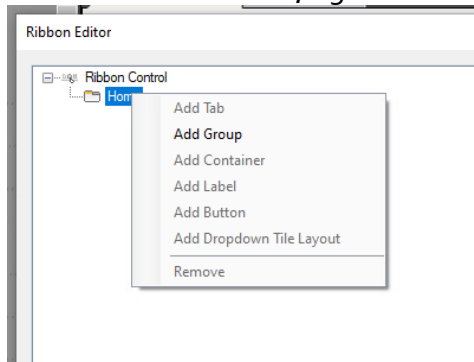 Ribbon Editor
Ribbon Control
Home
Add Tab
Add Group
Add Container
Add Label
Add Button
Add Dropdown Tile Layout
Remove